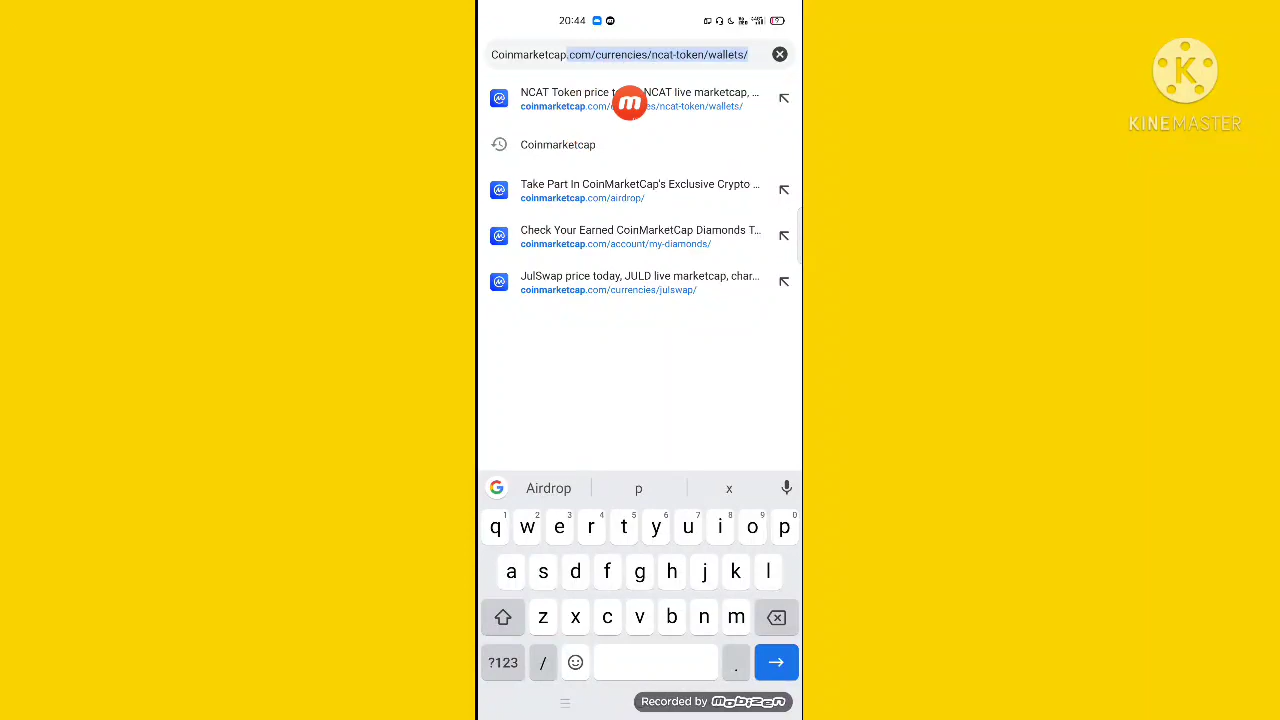 20:44
Coinmarketcap.com/currencies/ncat-token/wallets/
NCAT Token price NCAT live marketcap, ...
coinmarketcap.com/ es/ncat-token/wallets/
Coinmarketcap
Take Part In CoinMarketCap's Exclusive Crypto ...
coinmarketcap.com/airdrop/
Check Your Earned CoinMarketCap Diamonds T...
coinmarketcap.com/account/my-diamonds/
JulSwap price today, JULD live marketcap, char...
coinmarketcap.com/currencies/julswap/
Airdrop p x
1 2 3 4 5 6 7 8 9 0
q w e r t y u i o p
a s d f g h j k l
z x c v b n m
?123 / .
Recorded by mobizen
K
KINEMASTER
m